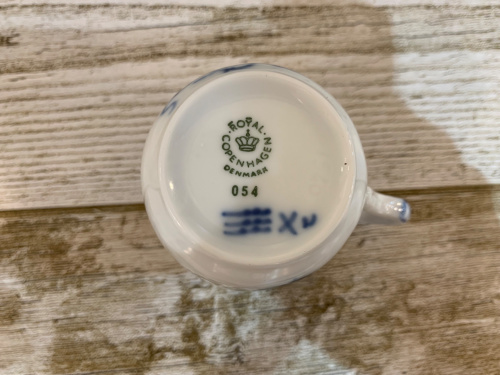 ROYAL
COPENHAGEN
DENMARK
054